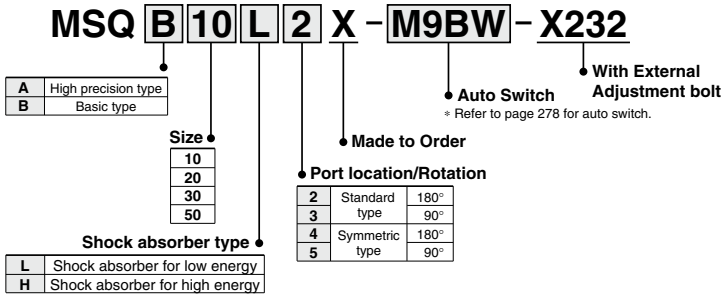 MSQ B 10 L 2 X - M9BW - X232
With External
Adjustment bolt
A High precision type
B Basic type
Auto Switch
* Refer to page 278 for auto switch.
Size
10
20
30
50
Made to Order
Port location/Rotation
2 Standard type 180°
3 90°
4 Symmetric type 180°
5 90°
Shock absorber type
L Shock absorber for low energy
H Shock absorber for high energy